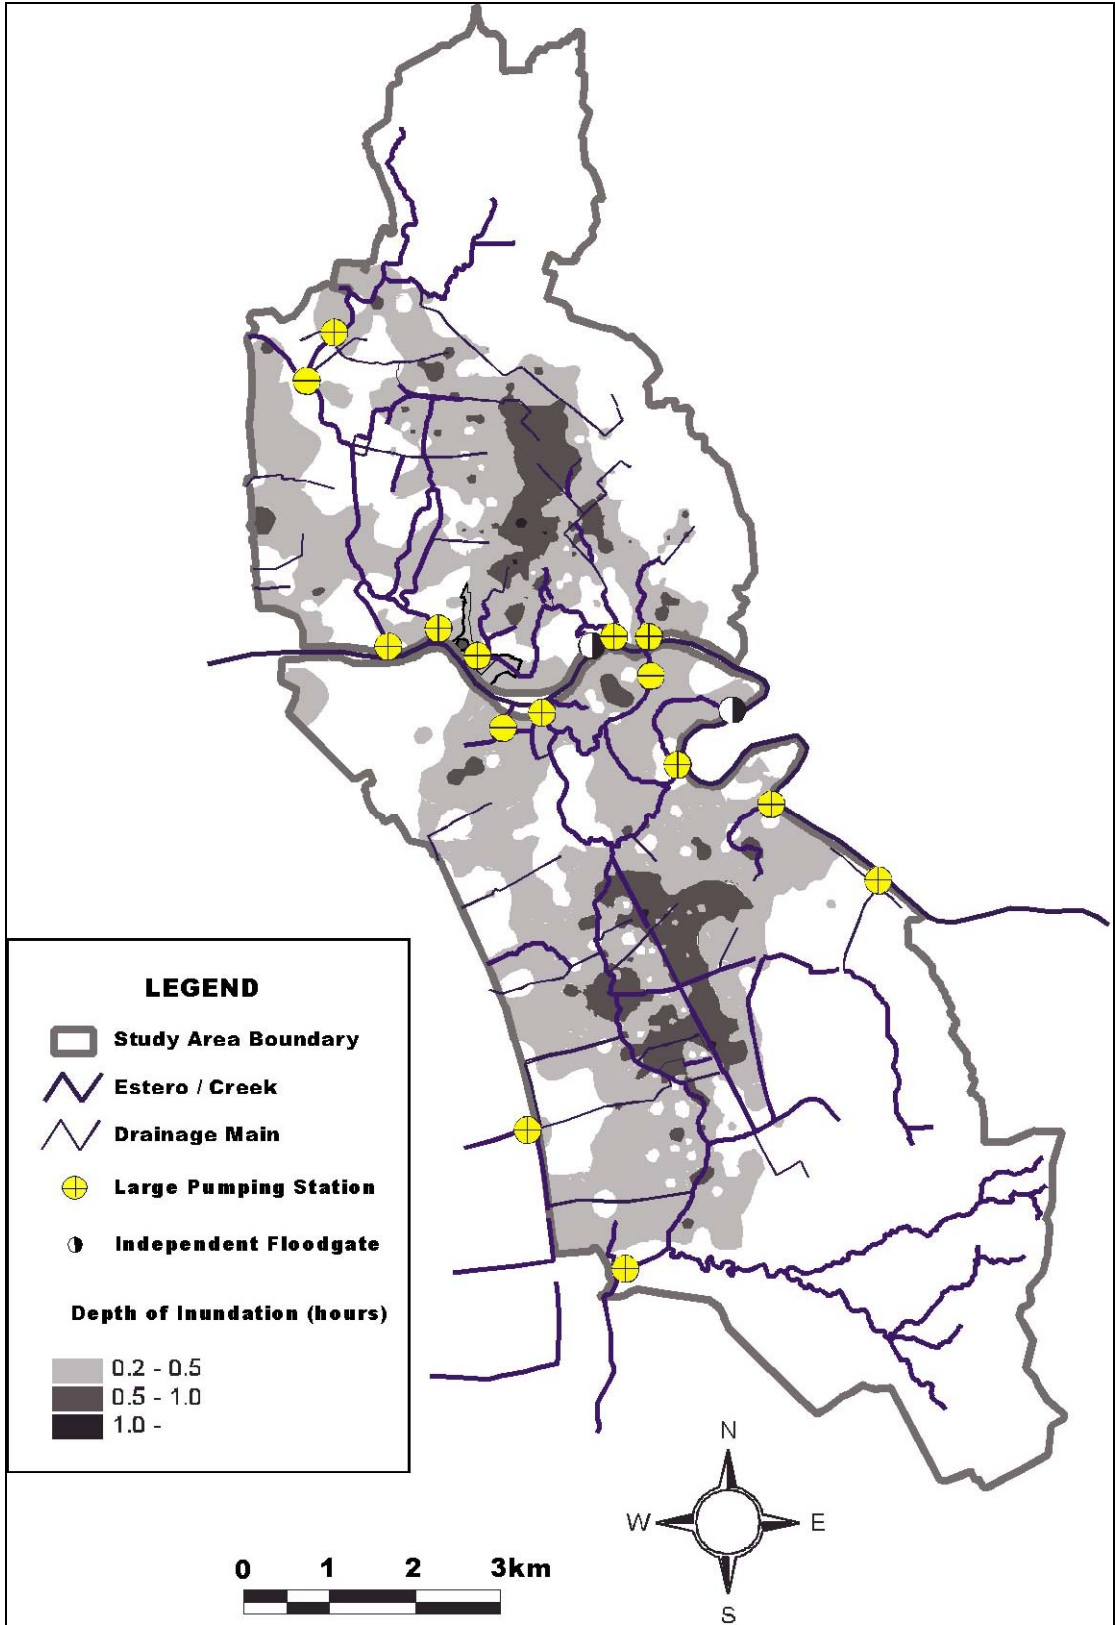 LEGEND
Study Area Boundary
Estero / Creek
Drainage Main
Large Pumping Station
Independent Floodgate
Depth of Inundation (hours)
0.2 - 0.5
0.5 - 1.0
1.0 -
N
W E
S
0 1 2 3km